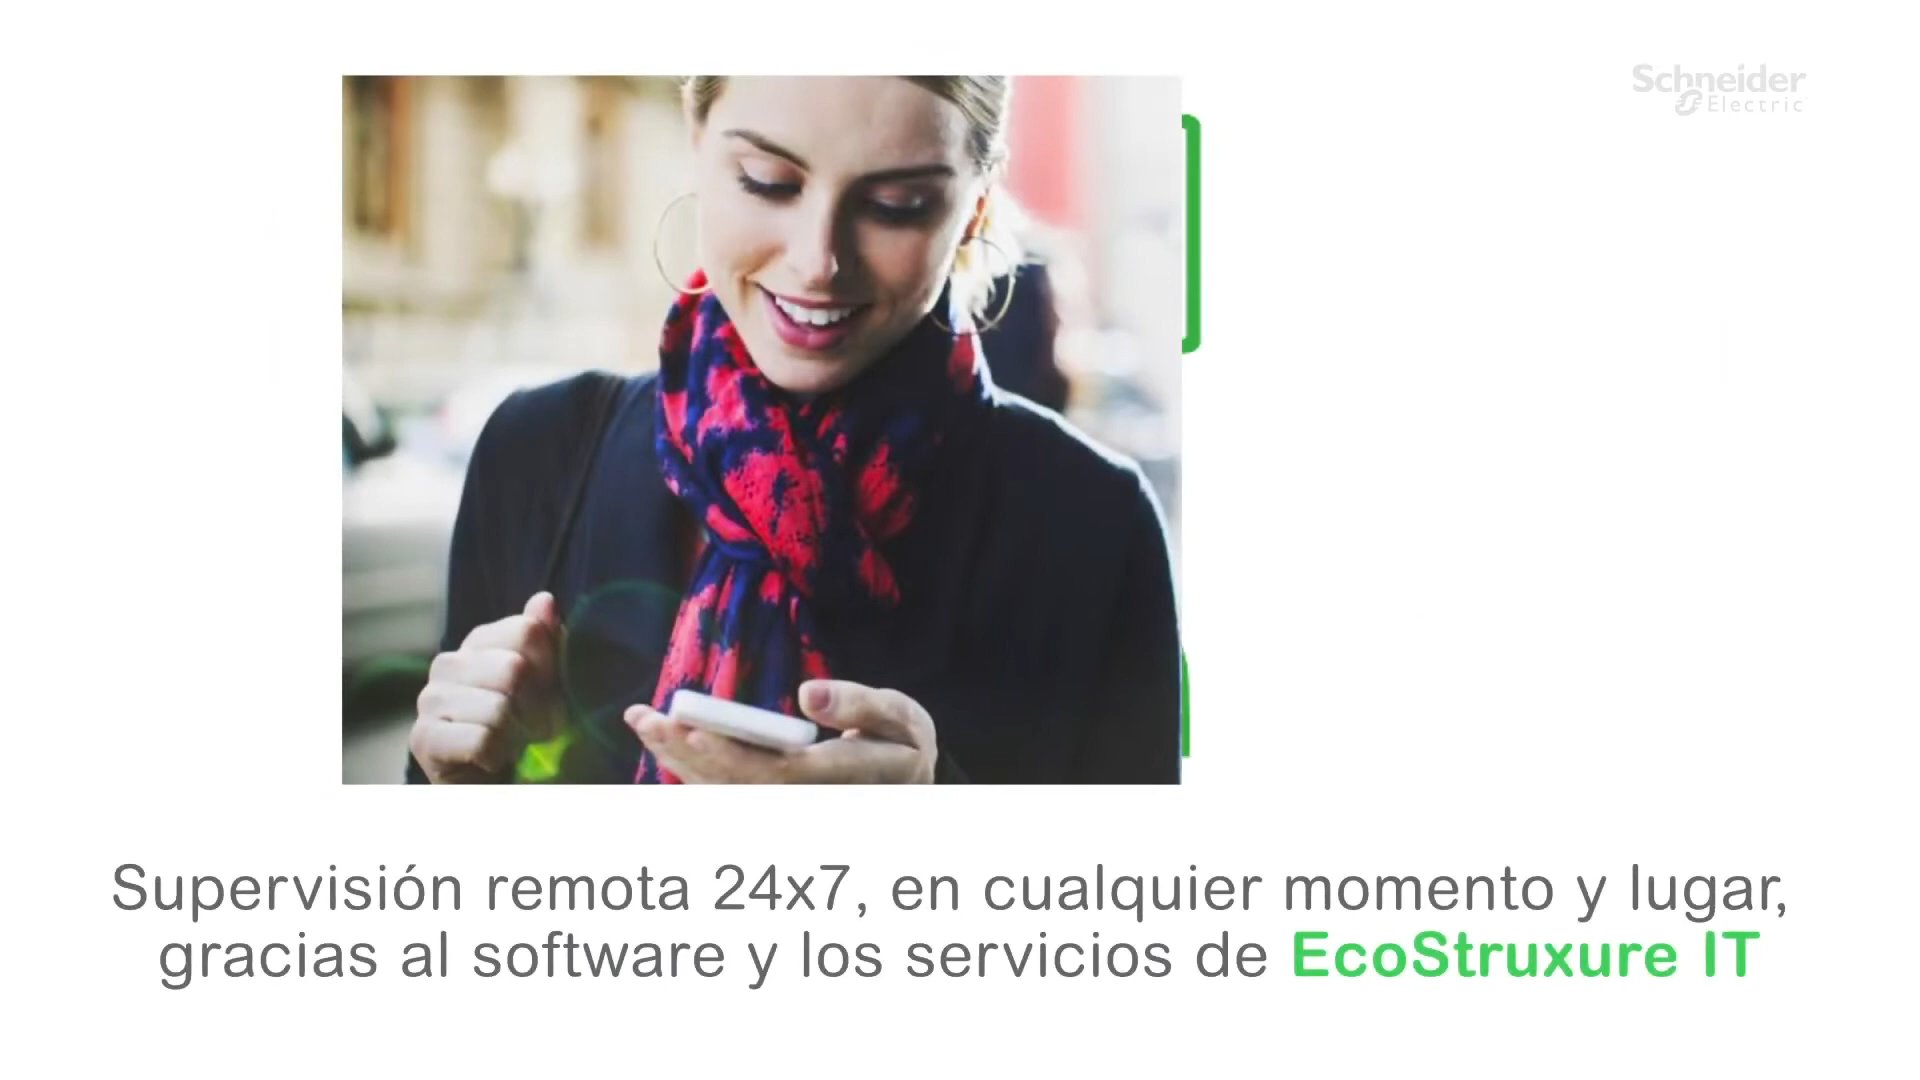 Schneider
Electric
Supervisión remota 24x7, en cualquier momento y lugar,
gracias al software y los servicios de EcoStruxure IT